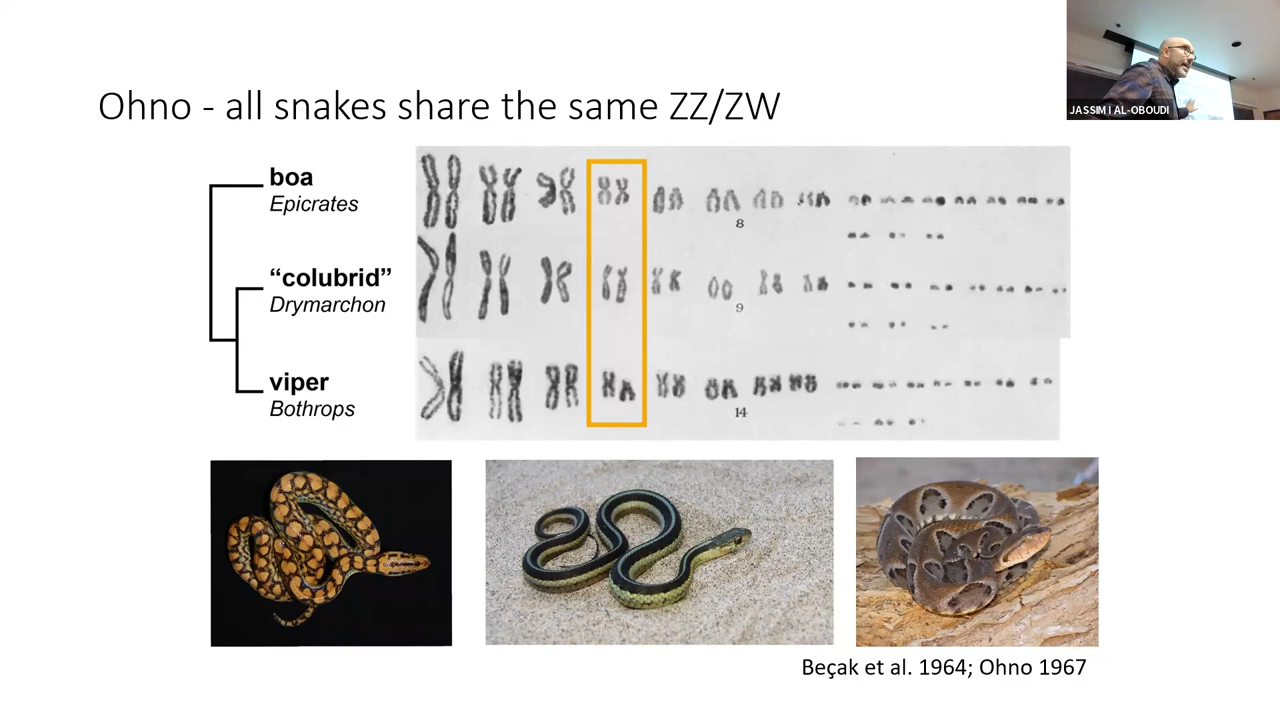 JASSIM I AL-OBOUDI
Ohno - all snakes share the same ZZ/ZW
boa
Epicrates
8
“colubrid”
Drymarchon
9
viper
Bothrops
14
Beçak et al. 1964; Ohno 1967